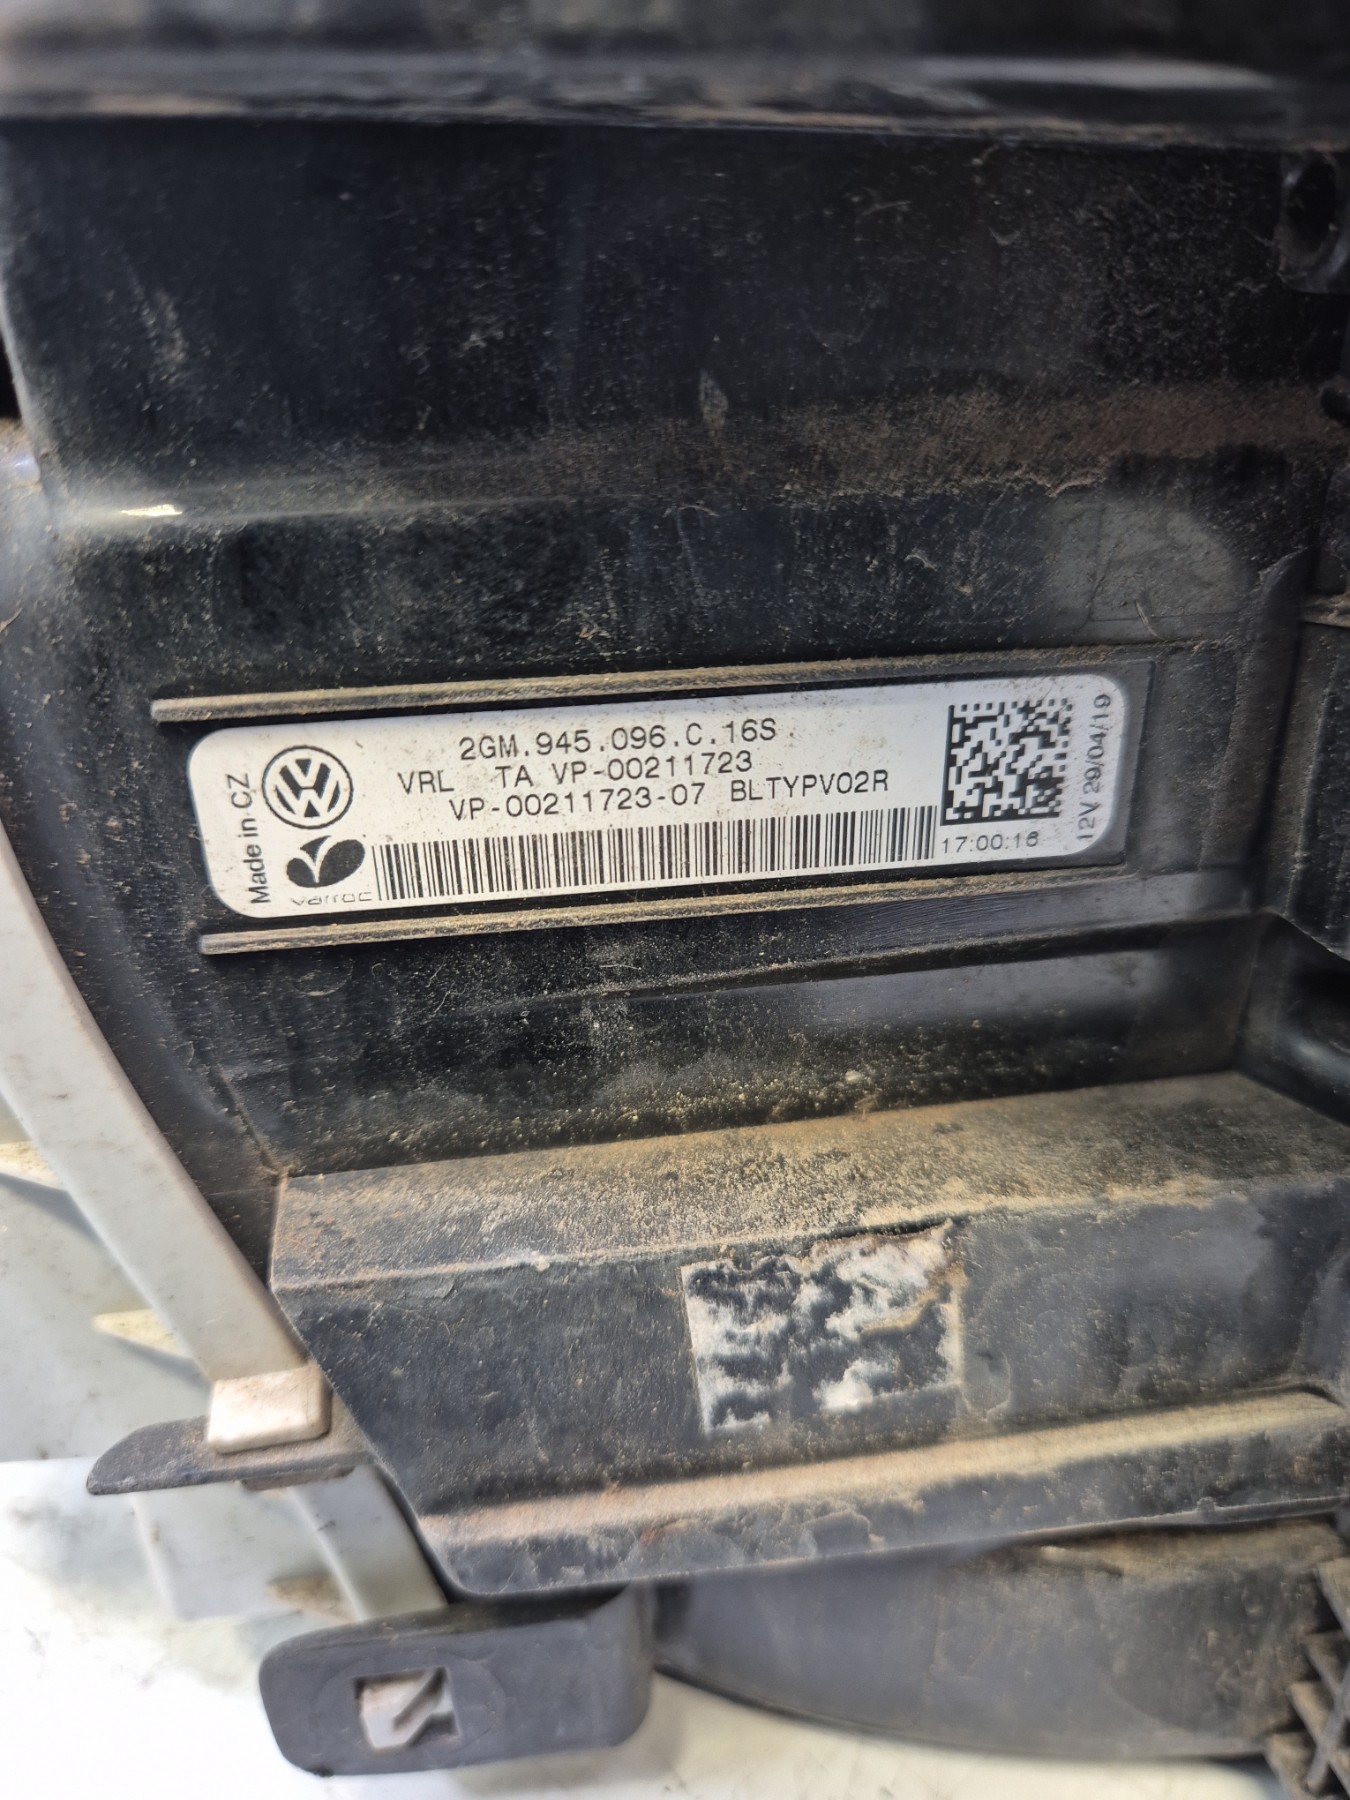 2GM.945.096.C.16S
VRL TA VP-00211723
VP-00211723-07 BLTYPV02R
Made in CZ
varroc
17:00:16
12V 29/04/19